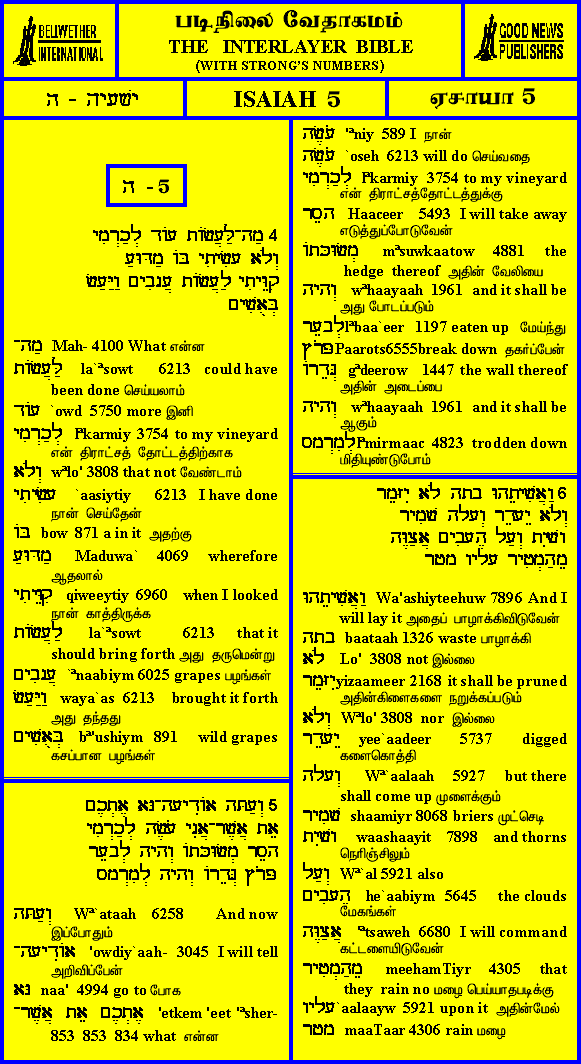 BELLWETHER
INTERNATIONAL
படிநிலை வேதாகமம்
THE INTERLAYER BIBLE
(WITH STRONG'S NUMBERS)
GOOD NEWS
PUBLISHERS
ישעיה - ה
ISAIAH 5
ஏசாயா 5
ה - 5
4 מַה־לַּעֲשׂוֹת עוֹד לְכַרְמִי
וְלֹא עָשִׂיתִי בּוֹ מַדּוּעַ
קִוֵּיתִי לַעֲשׂוֹת עֲנָבִים וַיַּעַשׂ
בְּאֻשִׁים
מַה־ Mah- 4100 What என்ன
לַּעֲשׂוֹת la`ªsowt 6213 could have
been done செய்யலாம்
עוֹד `owd 5750 more இனி
לְכַרְמִי lªkarmiy 3754 to my vineyard
என் திராட்சத் தோட்டத்திற்காக
וְלֹא wªlo' 3808 that not வேண்டாம்
עָשִׂיתִי `aasiytiy 6213 I have done
நான் செய்தேன்
בּוֹ bow 871 a in it அதற்கு
מַדּוּעַ Maduwa` 4069 wherefore
ஆதலால்
קִוֵּיתִי qiweeytiy 6960 when I looked
நான் காத்திருக்க
לַעֲשׂוֹת la`ªsowt 6213 that it
should bring forth அது தருமென்று
עֲנָבִים `ªnaabiym 6025 grapes பழங்கள்
וַיַּעַשׂ waya`as 6213 brought it forth
அது தந்தது
בְּאֻשִׁים bª'ushiym 891 wild grapes
கசப்பான பழங்கள்
5 וְעַתָּה אוֹדִיעָה־נָּא אֶתְכֶם
אֵת אֲשֶׁר־אֲנִי עֹשֶׂה לְכַרְמִי
הָסֵר מְשׂוּכָּתוֹ וְהָיָה לְבָעֵר
פָּרֹץ גְּדֵרוֹ וְהָיָה לְמִרְמָס
וְעַתָּה Wª`ataah 6258 And now
இப்போதும்
אוֹדִיעָה־ 'owdiy`aah- 3045 I will tell
அறிவிப்பேன்
נָּא naa' 4994 go to போக
אֶתְכֶם אֵת אֲשֶׁר־ 'etkem 'eet 'ªsher-
853 853 834 what என்ன
עֹשֶׂה 'ªniy 589 I நான்
עֹשֶׂה `oseh 6213 will do செய்வதை
לְכַרְמִי lªkarmiy 3754 to my vineyard
என் திராட்சத்தோட்டத்துக்கு
הָסֵר Haaceer 5493 I will take away
எடுத்துப்போடுவேன்
מְשׂוּכָּתוֹ mªsuwkaatow 4881 the
hedge thereof அதின் வேலியை
וְהָיָה wªhaayaah 1961 and it shall be
அது போடப்படும்
לְבָעֵר lªbaa`eer 1197 eaten up மேய்ந்து
פָּרֹץ Paarots6555break down தகர்ப்பேன்
גְּדֵרוֹ gªdeerow 1447 the wall thereof
அதின் அடைப்பை
וְהָיָה wªhaayaah 1961 and it shall be
ஆகும்
לְמִרְמָס lªmirmaac 4823 trodden down
மிதியுண்டுபோம்
6 וַאֲשִׁיתֵהוּ בָתָה לֹא יִזָּמֵר
וְלֹא יֵעָדֵר וְעָלָה שָׁמִיר
וָשָׁיִת וְעַל הֶעָבִים אֲצַוֶּה
מֵהַמְטִיר עָלָיו מָטָר
וַאֲשִׁיתֵהוּ Wa'ashiyteehuw 7896 And I
will lay it அதைப் பாழாக்கிவிடுவேன்
בָתָה baataah 1326 waste பாழாக்கி
לֹא Lo' 3808 not இல்லை
יִזָּמֵר yizaameer 2168 it shall be pruned
அதின்கிளைகளை நறுக்கப்படும்
וְלֹא Wªlo' 3808 nor இல்லை
יֵעָדֵר yee`aadeer 5737 digged
களைகொத்தி
וְעָלָה Wª`aalaah 5927 but there
shall come up முளைக்கும்
שָׁמִיר shaamiyr 8068 briers முட்செடி
וָשָׁיִת waashaayit 7898 and thorns
நெரிஞ்சிலும்
וְעַל Wª`al 5921 also
הֶעָבִים he`aabiym 5645 the clouds
மேகங்கள்
אֲצַוֶּה 'ªtsaweh 6680 I will command
கட்டளையிடுவேன்
מֵהַמְטִיר meehamTiyr 4305 that
they rain no மழை பெய்யாதபடிக்கு
עָלָיו `aalaayw 5921 upon it அதின்மேல்
מָטָר maaTaar 4306 rain மழை